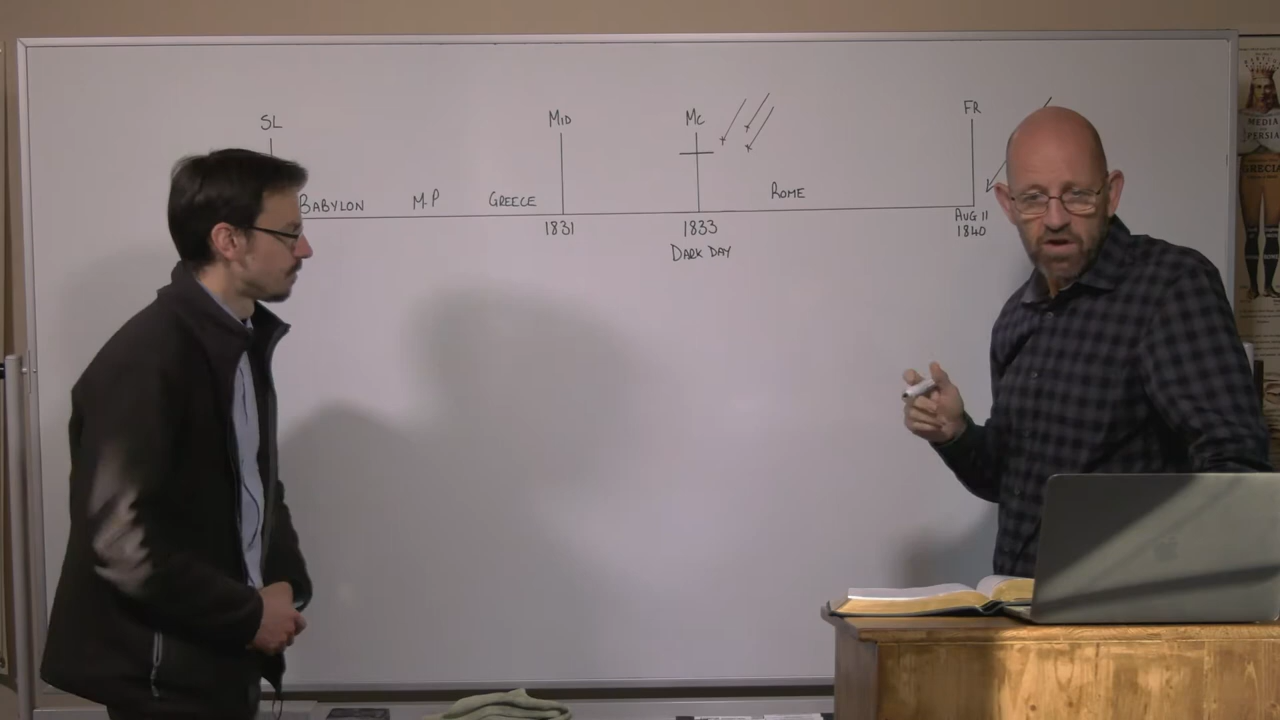 SL
MID
MC
FR
BABYLON
M.P
GREECE
ROME
1831
1833
AUG 11
1840
DARK DAY
MEDIA
PERSIA
GRECIA